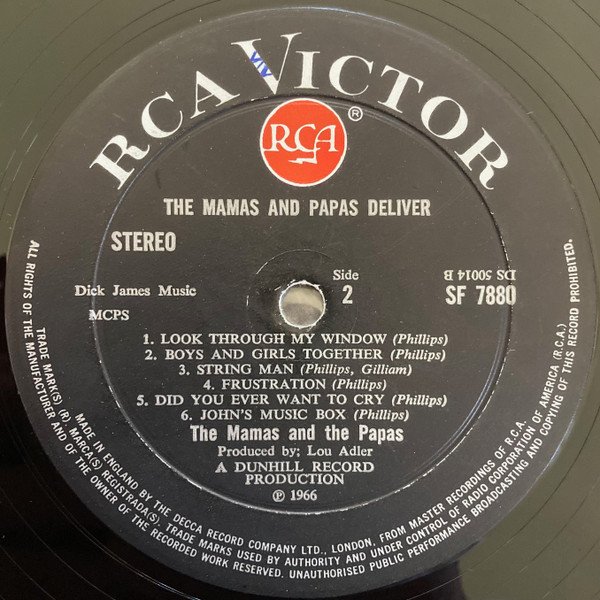 RCA VICTOR
RCA ®
THE MAMAS AND PAPAS DELIVER
STEREO
Dick James Music
MCPS
Side
2
DS 50014 B
SF 7880
1. LOOK THROUGH MY WINDOW (Phillips)
2. BOYS AND GIRLS TOGETHER (Phillips)
3. STRING MAN (Phillips, Gilliam)
4. FRUSTRATION (Phillips)
5. DID YOU EVER WANT TO CRY (Phillips)
6. JOHN'S MUSIC BOX (Phillips)
The Mamas and the Papas
Produced by; Lou Adler
A DUNHILL RECORD
PRODUCTION
℗ 1966
ALL RIGHTS OF THE MANUFACTURER AND OF THE OWNER OF THE RECORDED WORK RESERVED. UNAUTHORISED PUBLIC PERFORMANCE BROADCASTING AND COPYING OF THIS RECORD PROHIBITED.
TRADE MARK(S) (R). MARCA(S) REGISTRADA(S). TRADE MARKS USED BY AUTHORITY AND UNDER CONTROL OF RADIO CORPORATION OF AMERICA (R.C.A.)
MADE IN ENGLAND BY THE DECCA RECORD COMPANY LTD., LONDON, FROM MASTER RECORDINGS OF R.C.A.